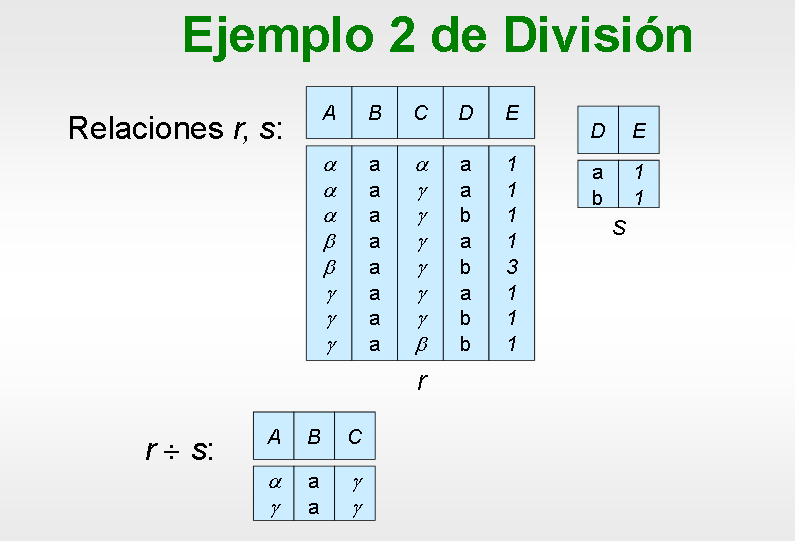 Ejemplo 2 de División
Relaciones r, s:
A B C D E
α a α a 1
α a γ a 1
α a γ b 1
β a γ a 1
β a γ b 3
γ a γ a 1
γ a γ b 1
γ a β b 1
r
D E
a 1
b 1
s
r ÷ s:
A B C
α a γ
γ a γ